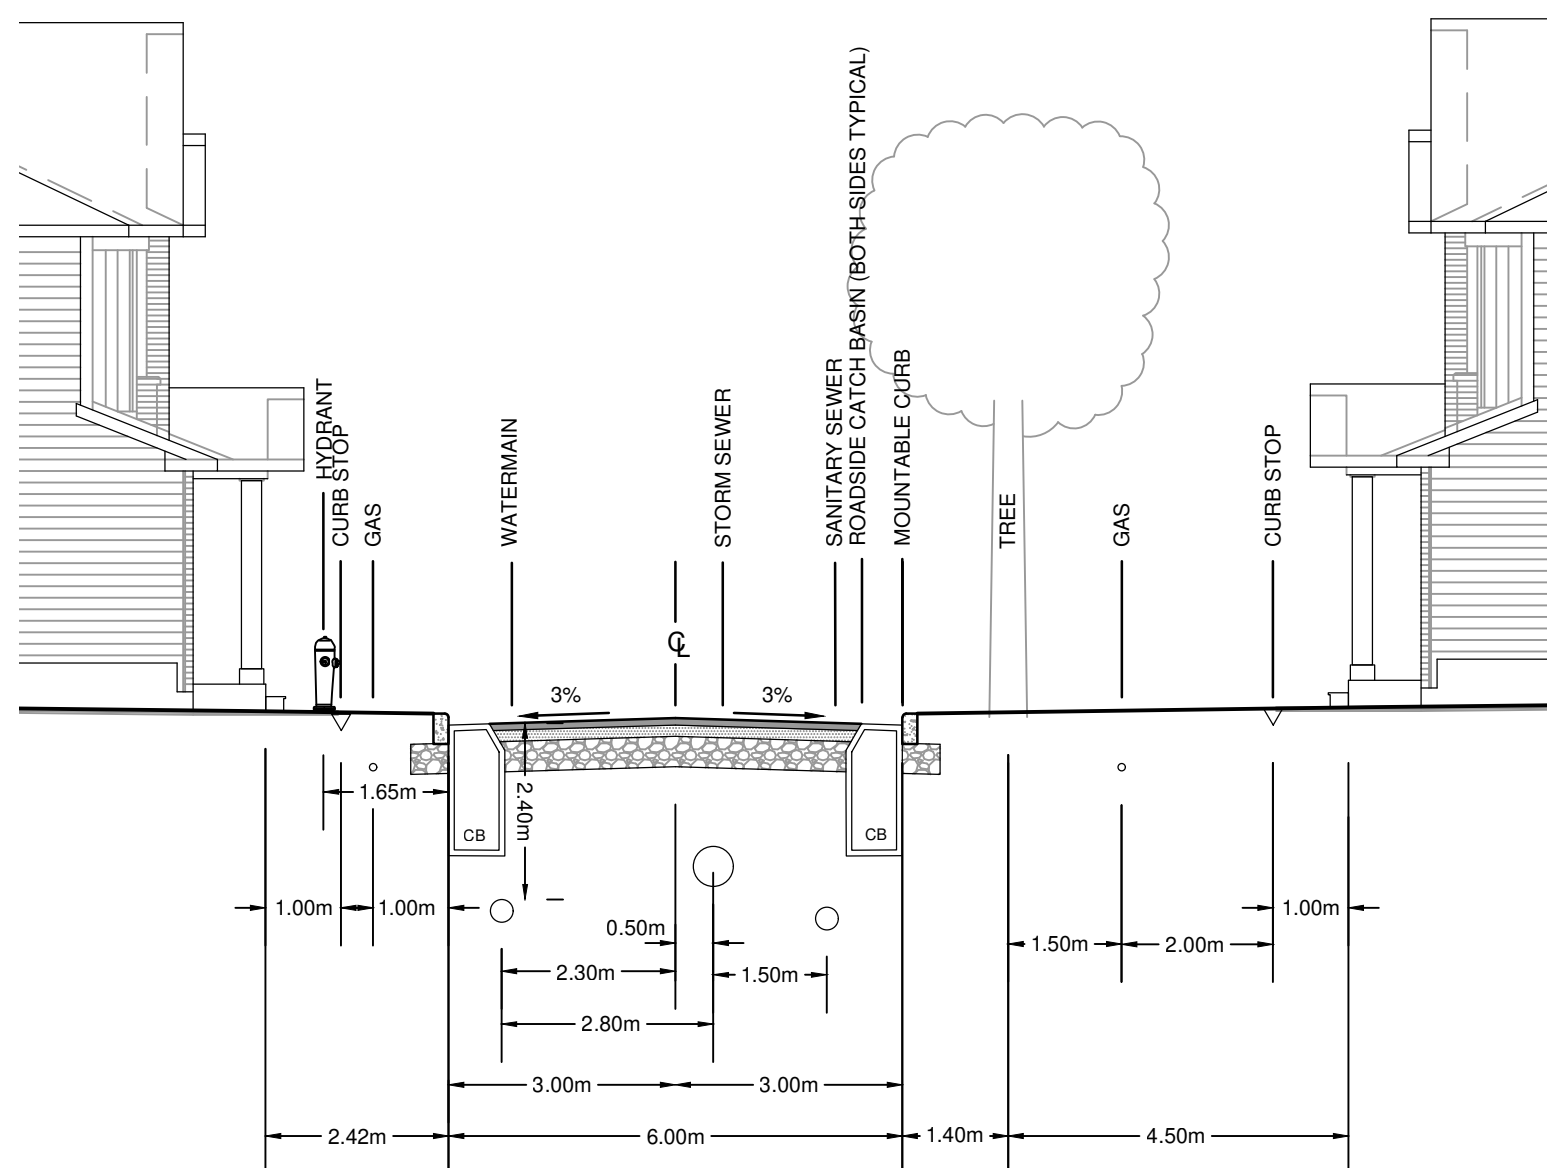 HYDRANT
CURB STOP
GAS
WATERMAIN
STORM SEWER
SANITARY SEWER
ROADSIDE CATCH BASIN (BOTH SIDES TYPICAL)
MOUNTABLE CURB
TREE
GAS
CURB STOP
℄
3%
3%
1.65m
2.40m
CB
CB
1.00m
1.00m
1.00m
0.50m
1.50m
2.00m
2.30m
1.50m
2.80m
3.00m
3.00m
2.42m
6.00m
1.40m
4.50m